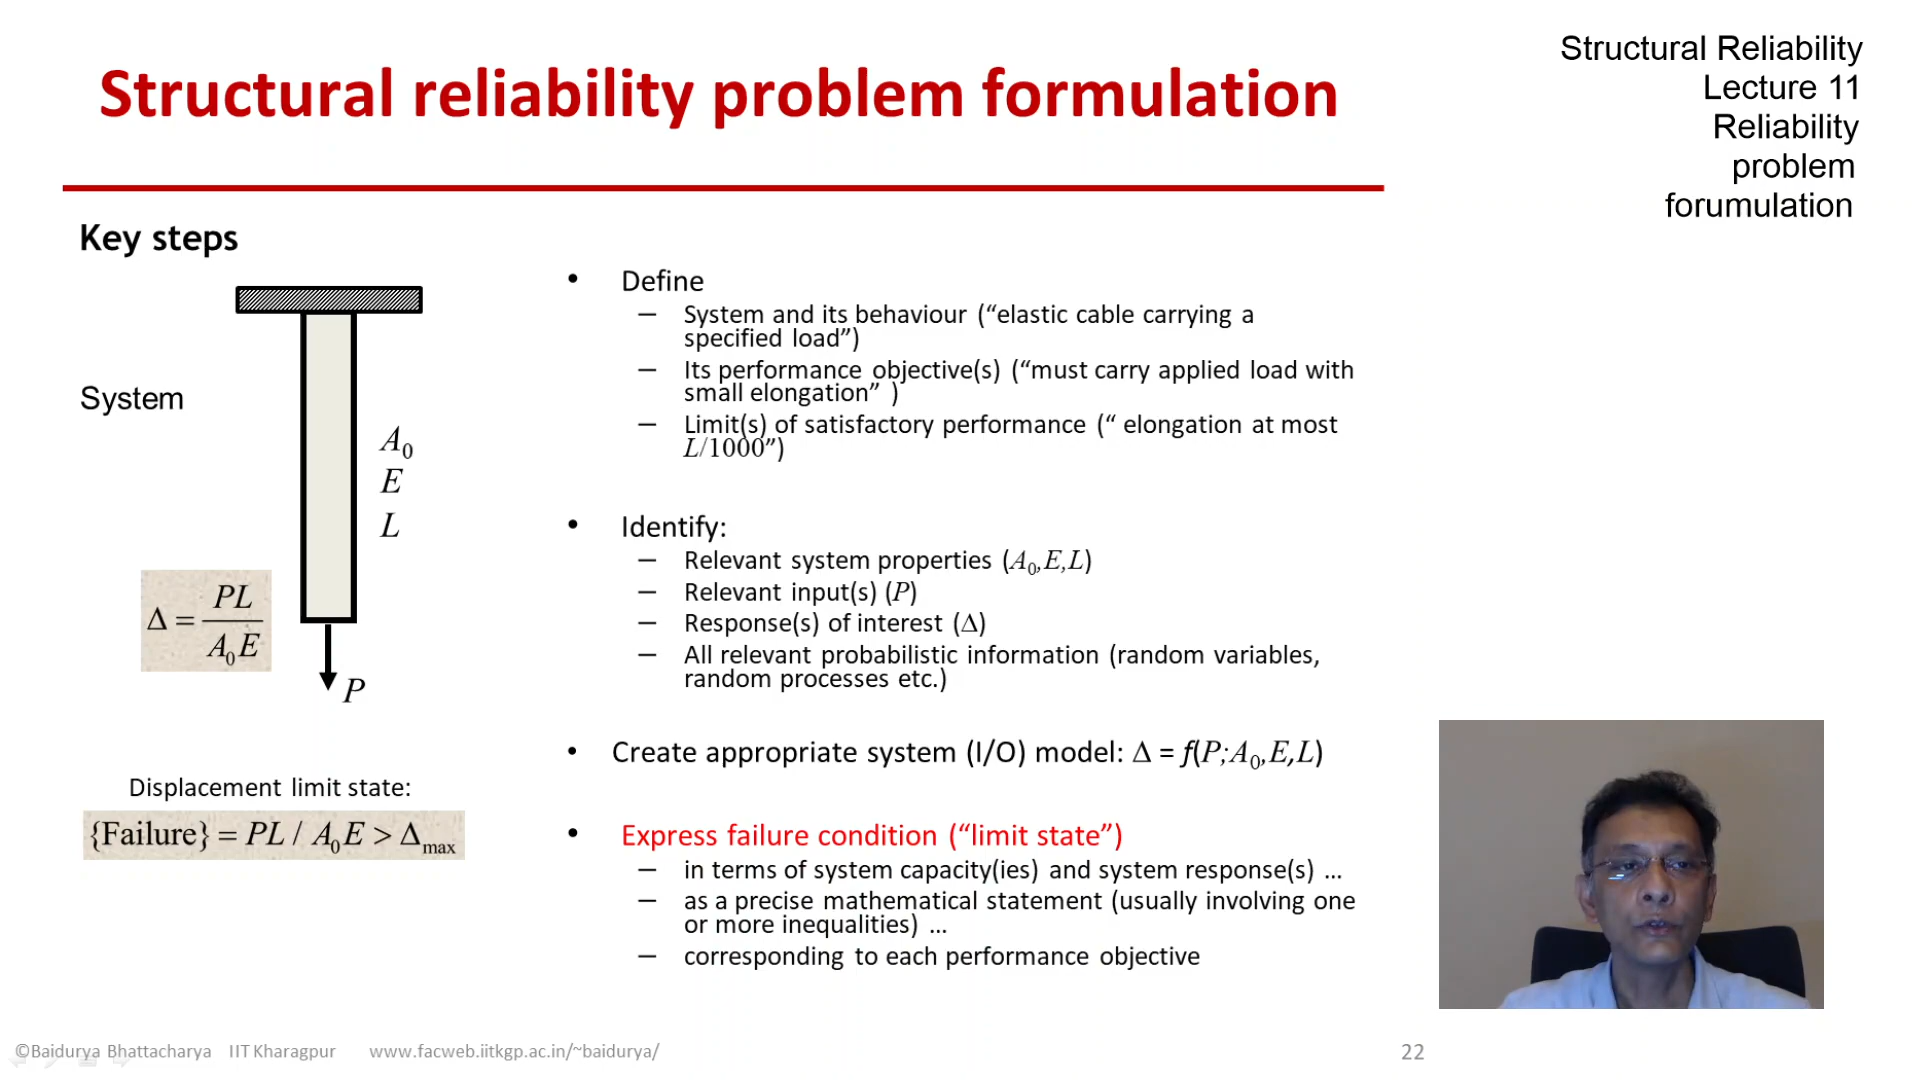 Structural reliability problem formulation
Structural Reliability
Lecture 11
Reliability
problem
forumulation
Key steps
System
A0
E
L
Δ = PL / A0E
P
Displacement limit state:
{Failure} = PL / A0E > Δmax
• Define
– System and its behaviour (“elastic cable carrying a
specified load”)
– Its performance objective(s) (“must carry applied load with
small elongation” )
– Limit(s) of satisfactory performance (“ elongation at most
L/1000”)
• Identify:
– Relevant system properties (A0,E,L)
– Relevant input(s) (P)
– Response(s) of interest (Δ)
– All relevant probabilistic information (random variables,
random processes etc.)
• Create appropriate system (I/O) model: Δ = f(P;A0,E,L)
• Express failure condition (“limit state”)
– in terms of system capacity(ies) and system response(s) ...
– as a precise mathematical statement (usually involving one
or more inequalities) ...
– corresponding to each performance objective
©Baidurya Bhattacharya IIT Kharagpur www.facweb.iitkgp.ac.in/~baidurya/
22